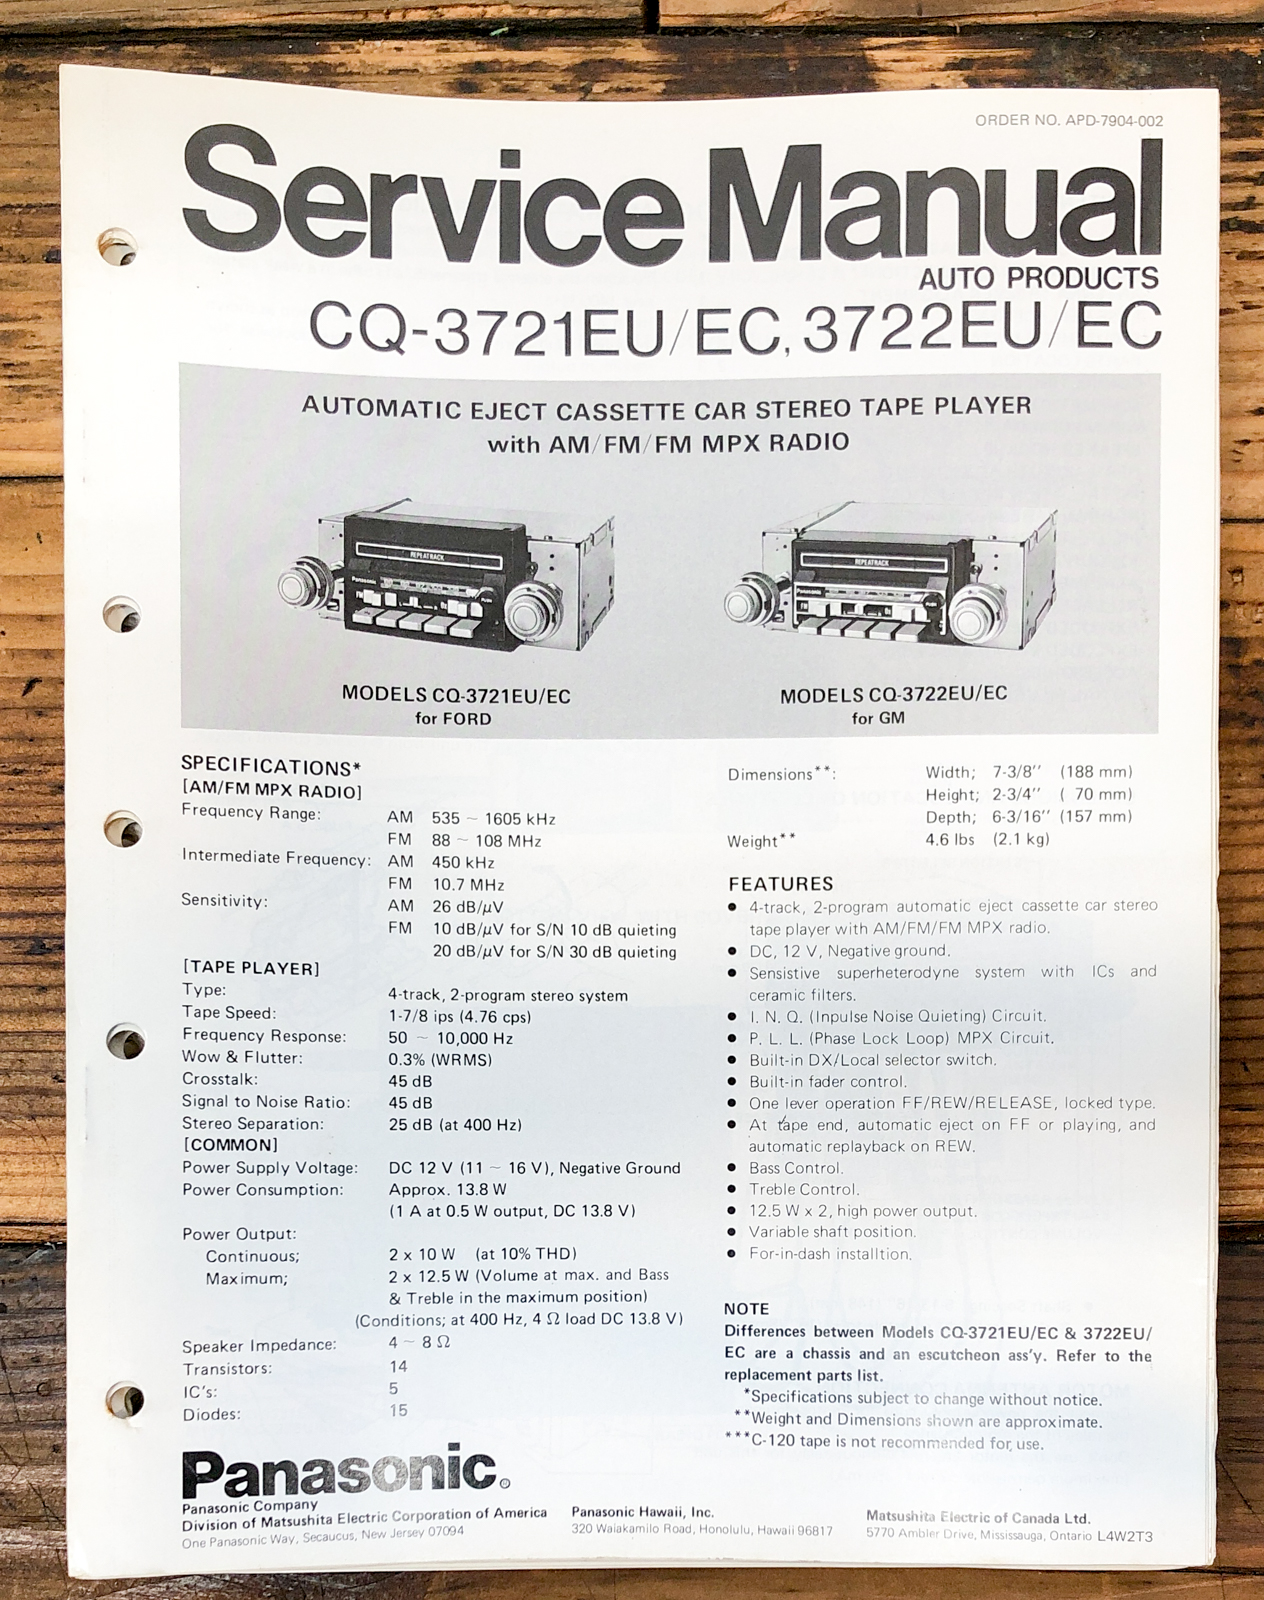 ORDER NO. APD-7904-002
Service Manual
AUTO PRODUCTS
CQ-3721EU/EC, 3722EU/EC
AUTOMATIC EJECT CASSETTE CAR STEREO TAPE PLAYER
with AM/FM/FM MPX RADIO
REPEATRACK
Panasonic
REPEATRACK
Panasonic
MODELS CQ-3721EU/EC
for FORD
MODELS CQ-3722EU/EC
for GM
SPECIFICATIONS*
[AM/FM MPX RADIO]
Frequency Range: AM 535 ~ 1605 kHz
FM 88 ~ 108 MHz
Intermediate Frequency: AM 450 kHz
FM 10.7 MHz
Sensitivity: AM 26 dB/μV
FM 10 dB/μV for S/N 10 dB quieting
20 dB/μV for S/N 30 dB quieting
[TAPE PLAYER]
Type: 4-track, 2-program stereo system
Tape Speed: 1-7/8 ips (4.76 cps)
Frequency Response: 50 ~ 10,000 Hz
Wow & Flutter: 0.3% (WRMS)
Crosstalk: 45 dB
Signal to Noise Ratio: 45 dB
Stereo Separation: 25 dB (at 400 Hz)
[COMMON]
Power Supply Voltage: DC 12 V (11 ~ 16 V), Negative Ground
Power Consumption: Approx. 13.8 W
(1 A at 0.5 W output, DC 13.8 V)
Power Output:
Continuous; 2 x 10 W (at 10% THD)
Maximum; 2 x 12.5 W (Volume at max. and Bass
& Treble in the maximum position)
(Conditions; at 400 Hz, 4 Ω load DC 13.8 V)
Speaker Impedance: 4 ~ 8 Ω
Transistors: 14
IC's: 5
Diodes: 15
Dimensions**: Width; 7-3/8'' (188 mm)
Height; 2-3/4'' ( 70 mm)
Depth; 6-3/16'' (157 mm)
Weight** 4.6 lbs (2.1 kg)
FEATURES
● 4-track, 2-program automatic eject cassette car stereo
tape player with AM/FM/FM MPX radio.
● DC, 12 V, Negative ground.
● Sensistive superheterodyne system with ICs and
ceramic filters.
● I. N. Q. (Inpulse Noise Quieting) Circuit.
● P. L. L. (Phase Lock Loop) MPX Circuit.
● Built-in DX/Local selector switch.
● Built-in fader control.
● One lever operation FF/REW/RELEASE, locked type.
● At tape end, automatic eject on FF or playing, and
automatic replayback on REW.
● Bass Control.
● Treble Control.
● 12.5 W x 2, high power output.
● Variable shaft position.
● For-in-dash installtion.
NOTE
Differences between Models CQ-3721EU/EC & 3722EU/
EC are a chassis and an escutcheon ass'y. Refer to the
replacement parts list.
*Specifications subject to change without notice.
**Weight and Dimensions shown are approximate.
***C-120 tape is not recommended for use.
Panasonic®
Panasonic Company
Division of Matsushita Electric Corporation of America
One Panasonic Way, Secaucus, New Jersey 07094
Panasonic Hawaii, Inc.
320 Waiakamilo Road, Honolulu, Hawaii 96817
Matsushita Electric of Canada Ltd.
5770 Ambler Drive, Mississauga, Ontario L4W2T3